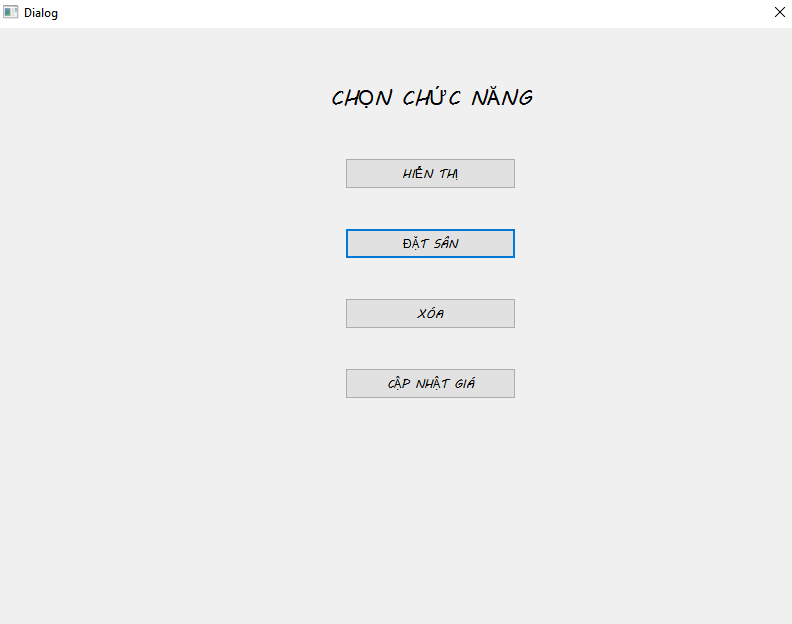 Dialog
CHỌN CHỨC NĂNG
HIỂN THỊ
ĐẶT SÂN
XÓA
CẬP NHẬT GIÁ